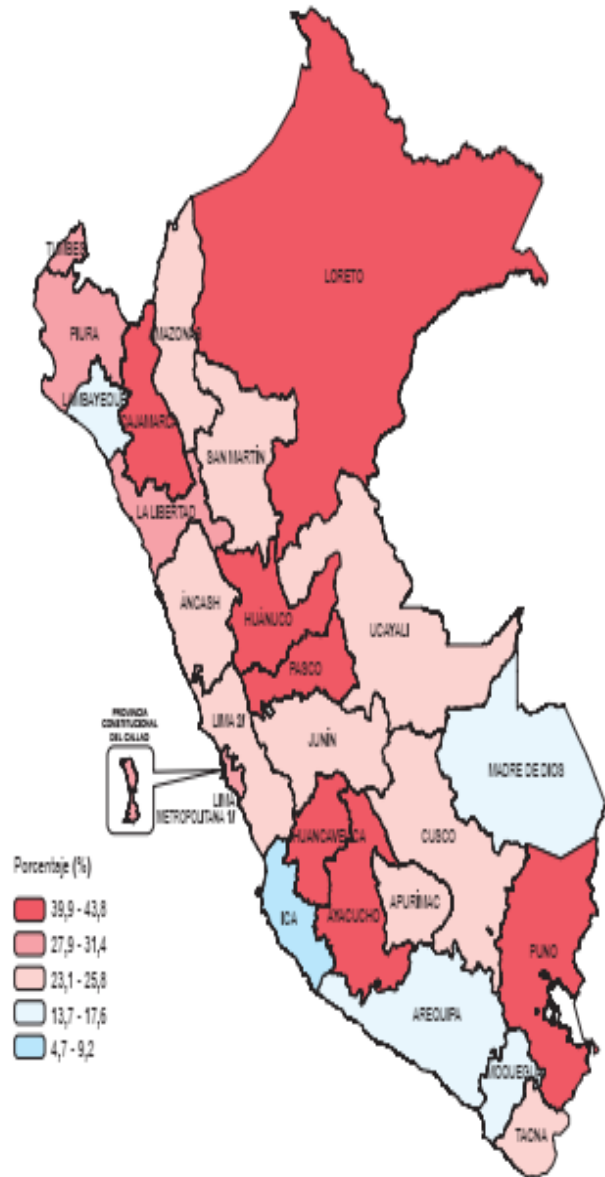 LORETO
TUMBES
PIURA
AMAZONAS
LAMBAYEQUE
CAJAMARCA
SAN MARTÍN
LA LIBERTAD
ÁNCASH
HUÁNUCO
UCAYALI
PASCO
PROVINCIA
CONSTITUCIONAL
DEL CALLAO
LIMA 2/
JUNÍN
MADRE DE DIOS
LIMA
METROPOLITANA 1/
HUANCAVELICA
CUSCO
ICA
AYACUCHO
APURÍMAC
PUNO
AREQUIPA
MOQUEGUA
TACNA
Porcentaje (%)
39,9 - 43,8
27,9 - 31,4
23,1 - 25,8
13,7 - 17,6
4,7 - 9,2